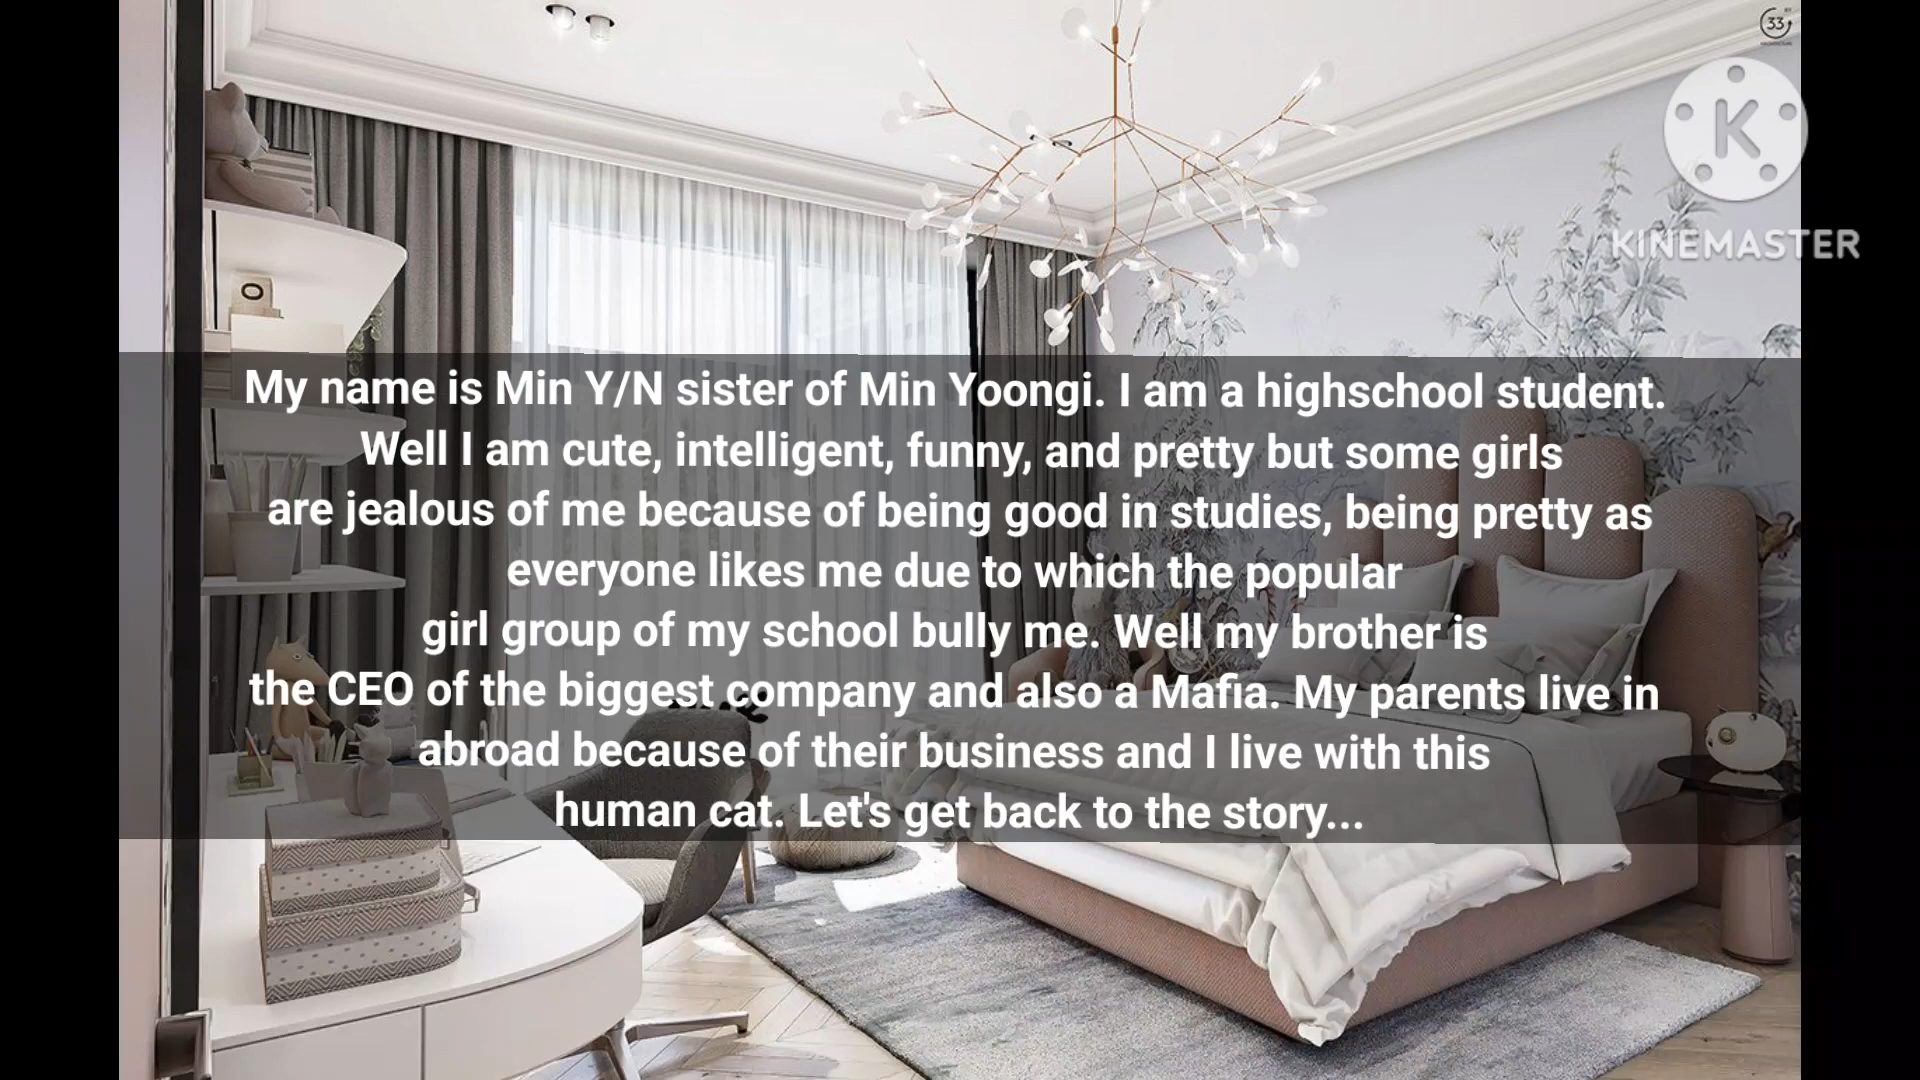 33
K
KINEMASTER
My name is Min Y/N sister of Min Yoongi. I am a highschool student.
Well I am cute, intelligent, funny, and pretty but some girls
are jealous of me because of being good in studies, being pretty as
everyone likes me due to which the popular
girl group of my school bully me. Well my brother is
the CEO of the biggest company and also a Mafia. My parents live in
abroad because of their business and I live with this
human cat. Let's get back to the story...